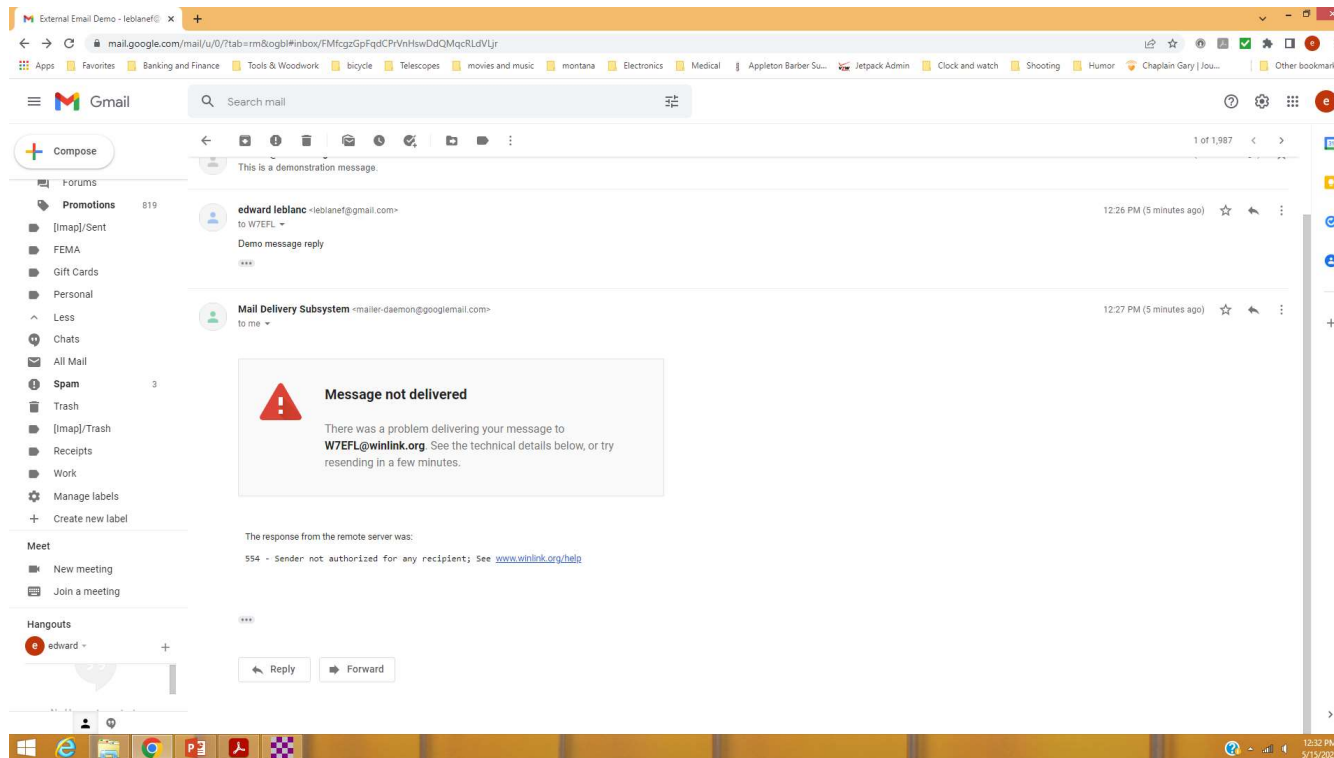 External Email Demo - leblanef@
mail.google.com/mail/u/0/?tab=rm&ogbl#inbox/FMfcgzGpFqdCPrVnHswDdQMqcRLdVLjr
Apps Favorites Banking and Finance Tools & Woodwork bicycle Telescopes movies and music montana Electronics Medical Appleton Barber Su... Jetpack Admin Clock and watch Shooting Humor Chaplain Gary | Jou... Other bookmark
Gmail
Search mail
e
Compose
1 of 1,987
This is a demonstration message.
Forums
Promotions 819
[Imap]/Sent
FEMA
Gift Cards
Personal
Less
Chats
All Mail
Spam 3
Trash
[Imap]/Trash
Receipts
Work
Manage labels
Create new label
Meet
New meeting
Join a meeting
Hangouts
edward
edward leblanc <leblanef@gmail.com>
12:26 PM (5 minutes ago)
to W7EFL
Demo message reply
Mail Delivery Subsystem <mailer-daemon@googlemail.com>
12:27 PM (5 minutes ago)
to me
Message not delivered
There was a problem delivering your message to
W7EFL@winlink.org. See the technical details below, or try
resending in a few minutes.
The response from the remote server was:
554 - Sender not authorized for any recipient; See www.winlink.org/help
Reply Forward
12:32 PM